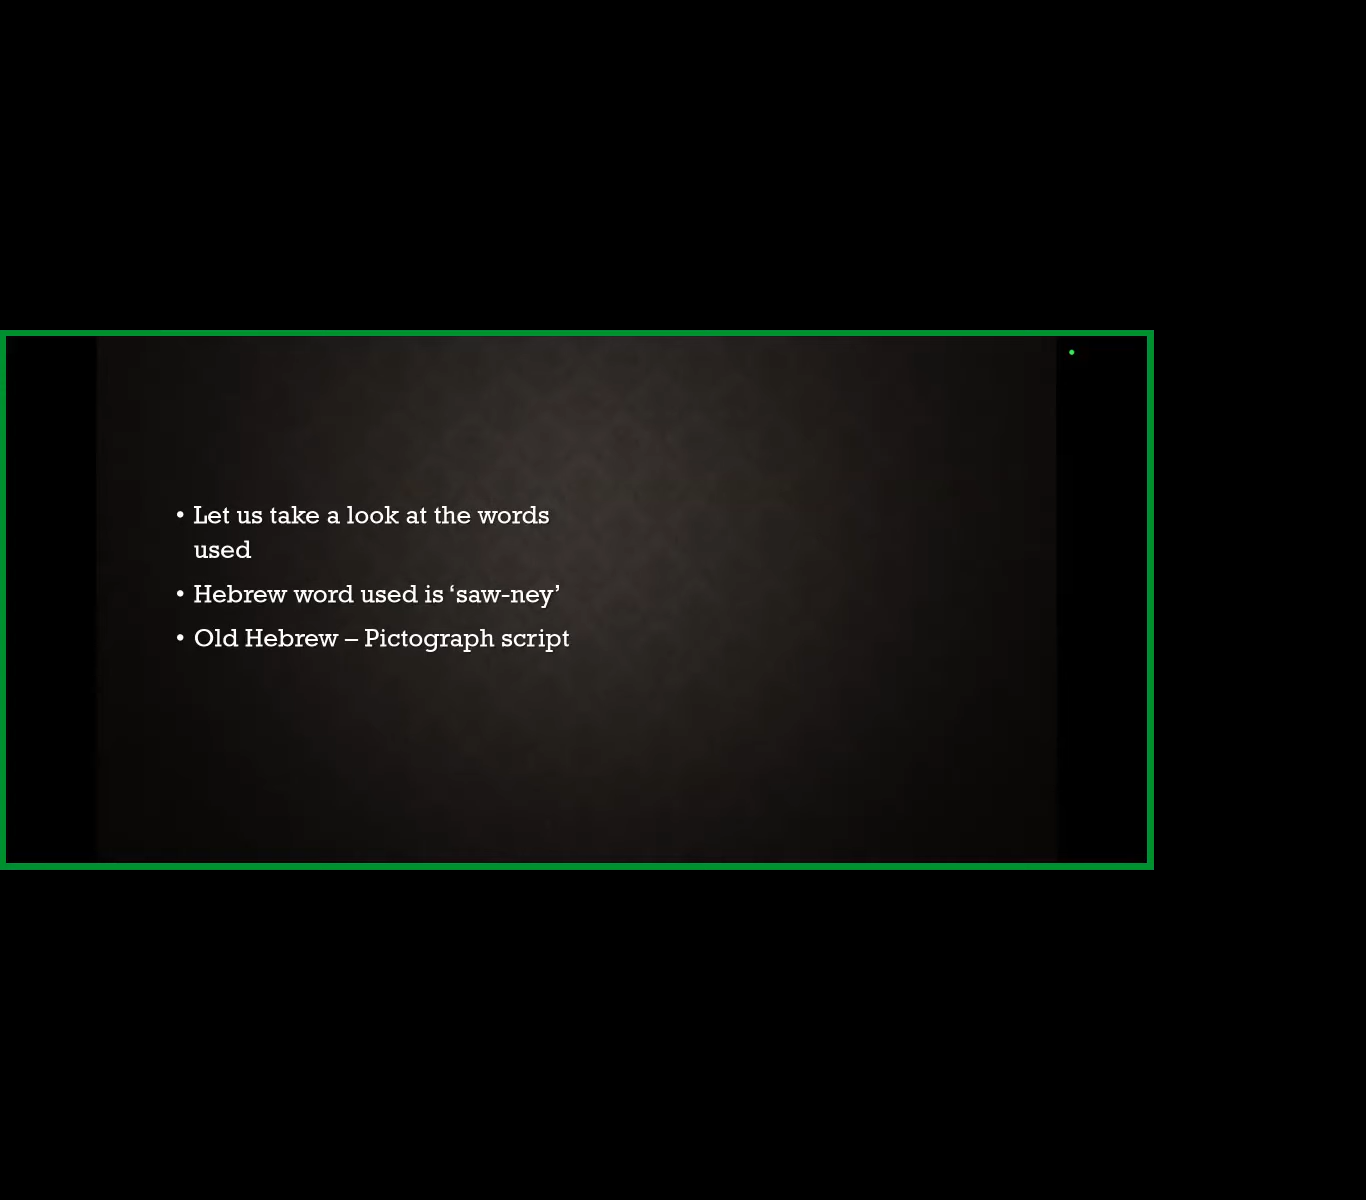 • Let us take a look at the words
used
• Hebrew word used is ‘saw-ney’
• Old Hebrew – Pictograph script